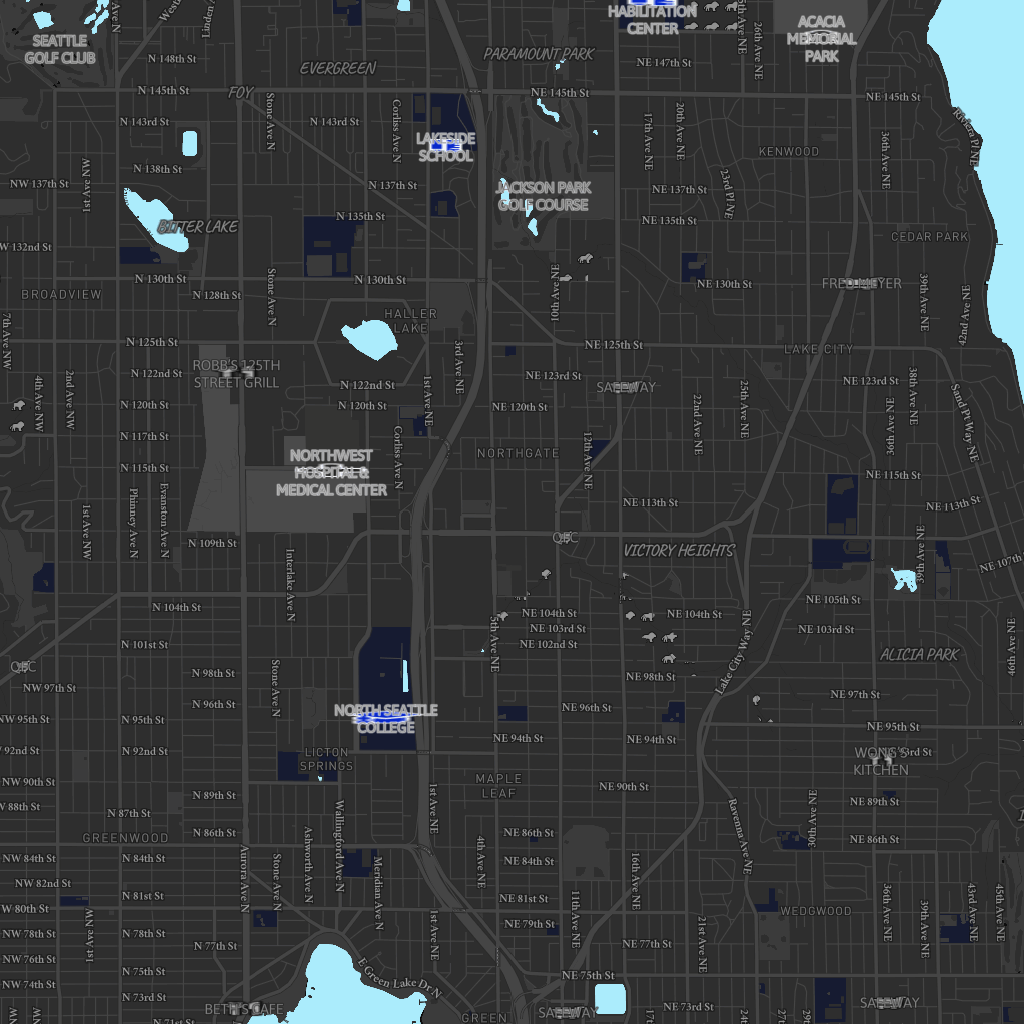 HABILITATION
CENTER
ACACIA
MEMORIAL
PARK
SEATTLE
GOLF CLUB
N 148th St
EVERGREEN
PARAMOUNT PARK
NE 147th St
26th Ave NE
N 145th St
FOY
NE 145th St
NE 145th St
N 143rd St
Stone Ave N
N 143rd St
Corliss Ave N
LAKESIDE
SCHOOL
17th Ave NE
20th Ave NE
KENWOOD
36th Ave NE
Riviera Pl NE
N 138th St
1st Ave NW
NW 137th St
N 137th St
JACKSON PARK
GOLF COURSE
NE 137th St
23rd Pl NE
BITTER LAKE
N 135th St
NE 135th St
CEDAR PARK
W 132nd St
N 130th St
N 130th St
10th Ave NE
NE 130th St
FRED MEYER
BROADVIEW
N 128th St
Stone Ave N
39th Ave NE
42nd Ave NE
HALLER
LAKE
7th Ave NW
N 125th St
3rd Ave NE
NE 125th St
LAKE CITY
ROBB'S 125TH
STREET GRILL
N 122nd St
N 122nd St
NE 123rd St
SAFEWAY
NE 123rd St
4th Ave NW
2nd Ave NW
1st Ave NE
25th Ave NE
38th Ave NE
Sand Pt Way NE
N 120th St
N 120th St
NE 120th St
22nd Ave NE
36th Ave NE
N 117th St
Corliss Ave N
NORTHGATE
12th Ave NE
N 115th St
NORTHWEST
HOSPITAL &
MEDICAL CENTER
NE 115th St
1st Ave NW
Phinney Ave N
Evanston Ave N
NE 113th St
NE 113th St
N 109th St
QFC
VICTORY HEIGHTS
39th Ave NE
NE 107th
Interlake Ave N
N 104th St
NE 104th St
NE 104th St
NE 105th St
NE 103rd St
NE 103rd St
NE 102nd St
N 101st St
5th Ave NE
Lake City Way NE
ALICIA PARK
46th Ave NE
QFC
N 98th St
NE 98th St
NW 97th St
Stone Ave N
NE 97th St
N 96th St
NORTH SEATTLE
COLLEGE
NE 96th St
NW 95th St
N 95th St
NE 95th St
NE 94th St
NE 94th St
92nd St
N 92nd St
LICTON
SPRINGS
WONG'S
KITCHEN
NW 90th St
MAPLE
LEAF
NE 90th St
N 89th St
NE 89th St
W 88th St
N 87th St
1st Ave NE
GREENWOOD
N 86th St
Wallingford Ave N
Ashworth Ave N
NE 86th St
Ravenna Ave NE
30th Ave NE
NE 86th St
NW 84th St
N 84th St
Aurora Ave N
Stone Ave N
Meridian Ave N
4th Ave NE
NE 84th St
16th Ave NE
NW 82nd St
N 81st St
NE 81st St
11th Ave NE
36th Ave NE
39th Ave NE
43rd Ave NE
45th Ave NE
W 80th St
1st Ave NW
1st Ave NE
NE 79th St
WEDGWOOD
21st Ave NE
NW 78th St
N 78th St
N 77th St
NE 77th St
NW 76th St
N 75th St
E Green Lake Dr N
NE 75th St
NW 74th St
N 73rd St
BETH'S CAFE
SAFEWAY
NE 73rd St
SAFEWAY
N 71st St
GREEN